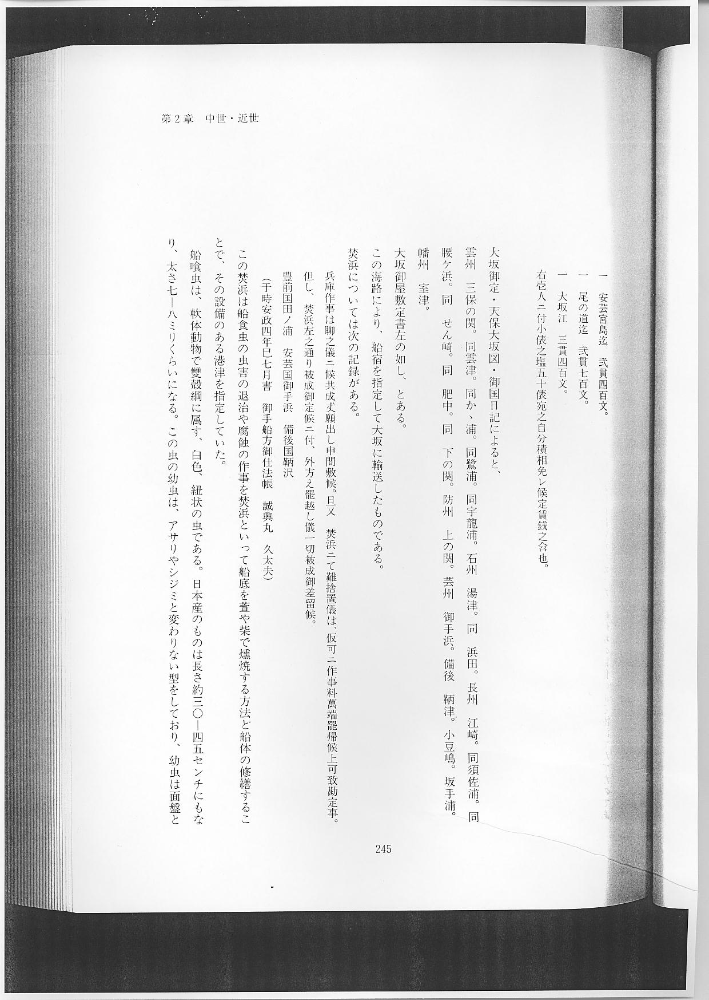 第2章　中世・近世
一　安芸宮島迄　弐貫四百文。
一　尾の道迄　弐貫七百文。
一　大坂江　三貫四百文。
右壱人ニ付小俵之塩五十俵宛之自分積相免レ候定賃銭之含也。
大坂御定・天保大坂図・御国日記によると、
雲州　三保の関。同雲津。同かゝ浦。同鷺浦。同宇龍浦。石州　湯津。同　浜田。長州　江崎。同須佐浦。同
腰ケ浜。同　せん崎。同　肥中。同　下の関。防州　上の関。芸州　御手浜。備後　鞆津。小豆嶋。坂手浦。
幡州　室津。
大坂御屋敷定書左の如し、とある。
この海路により、船宿を指定して大坂に輸送したものである。
焚浜については次の記録がある。
兵庫作事は聊之儀ニ候共成丈願出し申間敷候。旦又　焚浜ニて難捨置儀は、仮可ニ作事料萬端罷帰候上可致勘定事。
但し、焚浜左之通り被成御定候ニ付、外方え罷越し儀一切被成御差留候。
豊前国田ノ浦　安芸国御手浜　備後国鞆沢
（于時安政四年巳七月書　御手船方御仕法帳　誠興丸　久太夫）
この焚浜は船食虫の虫害の退治や腐蝕の作事を焚浜といって船底を萱や柴で燻焼する方法と船体の修繕するこ
とで、その設備のある港津を指定していた。
船喰虫は、軟体動物で雙殻綱に属す、白色、紐状の虫である。日本産のものは長さ約三〇―四五センチにもな
り、太さ七―八ミリくらいになる。この虫の幼虫は、アサリやシジミと変わりない型をしており、幼虫は面盤と
245